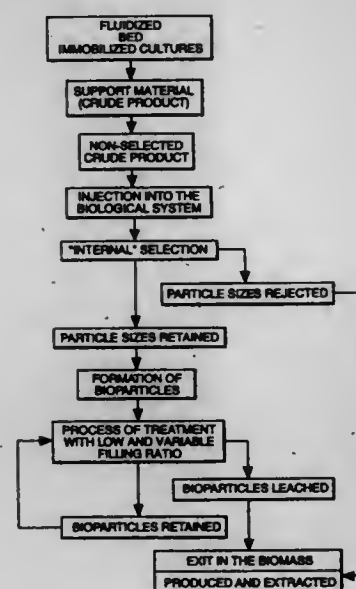 FLUIDIZED
BED
IMMOBILIZED CULTURES
SUPPORT MATERIAL
(CRUDE PRODUCT)
NON-SELECTED
CRUDE PRODUCT
INJECTION INTO THE
BIOLOGICAL SYSTEM
"INTERNAL" SELECTION
PARTICLE SIZES REJECTED
PARTICLE SIZES RETAINED
FORMATION OF
BIOPARTICLES
PROCESS OF TREATMENT
WITH LOW AND VARIABLE
FILLING RATIO
BIOPARTICLES LEACHED
BIOPARTICLES RETAINED
EXIT IN THE BIOMASS
PRODUCED AND EXTRACTED